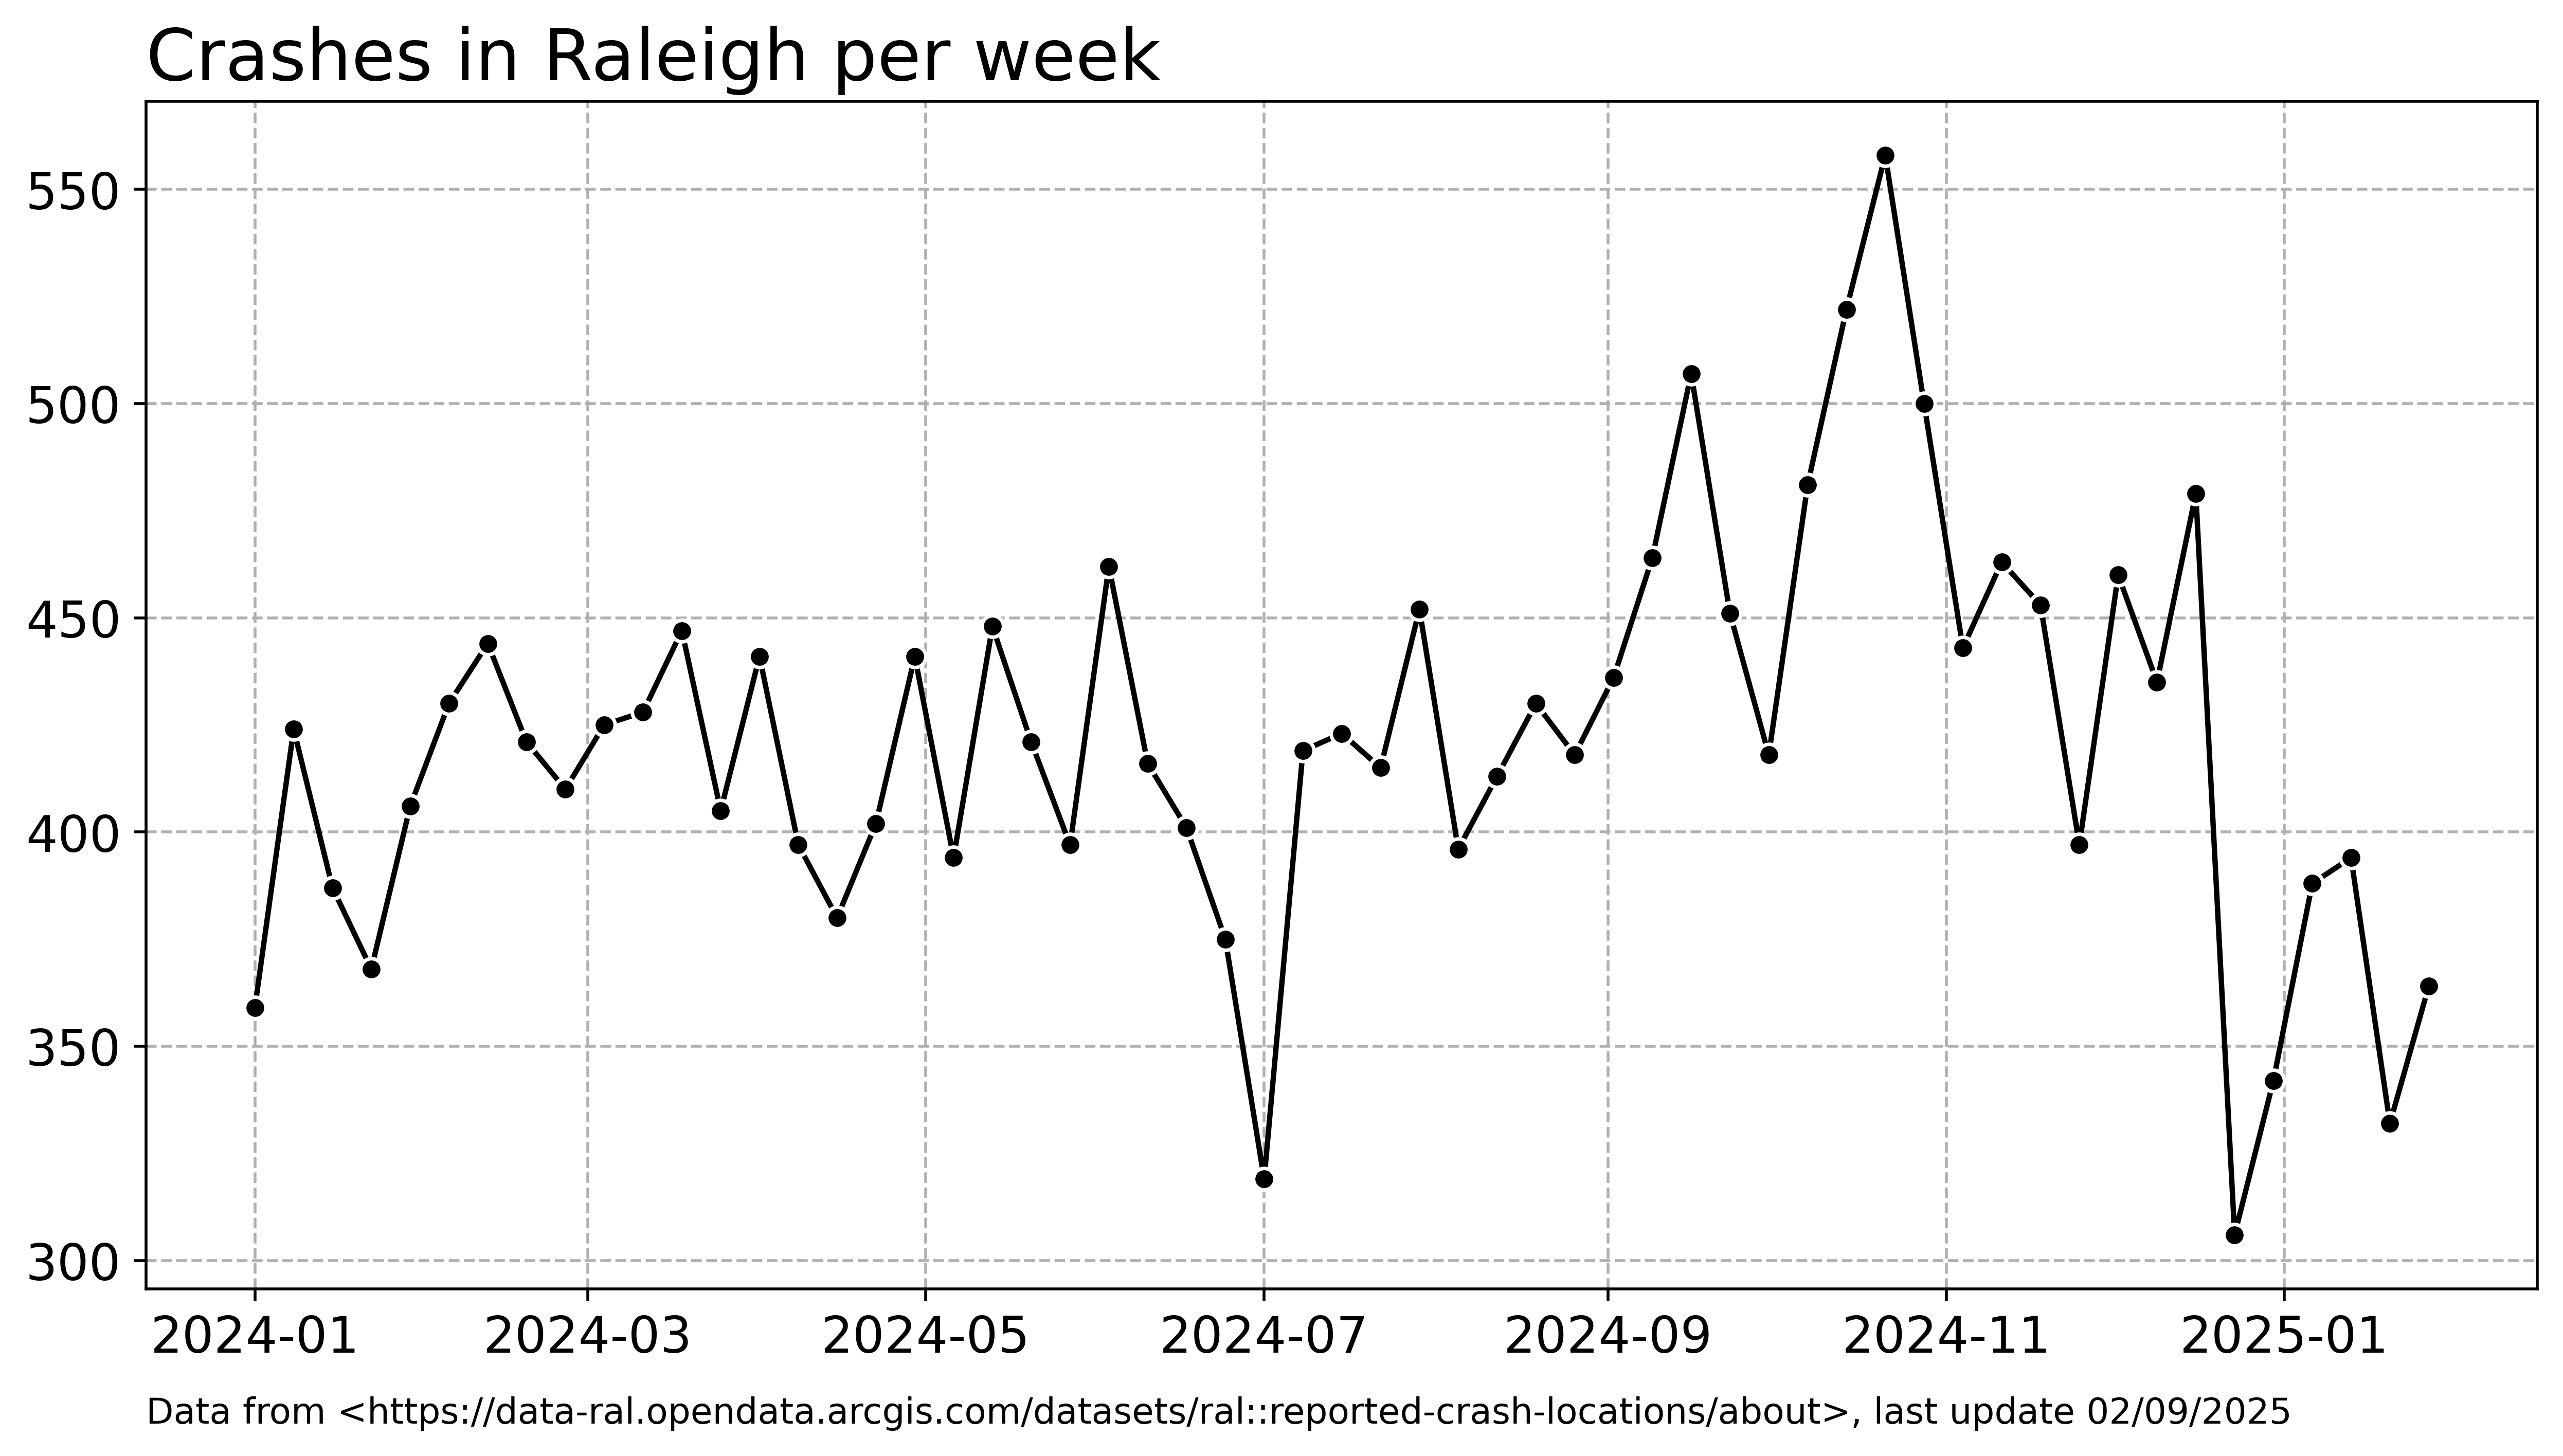 Crashes in Raleigh per week
550
500
450
400
350
300
2024-01 2024-03 2024-05 2024-07 2024-09 2024-11 2025-01
Data from <https://data-ral.opendata.arcgis.com/datasets/ral::reported-crash-locations/about>, last update 02/09/2025